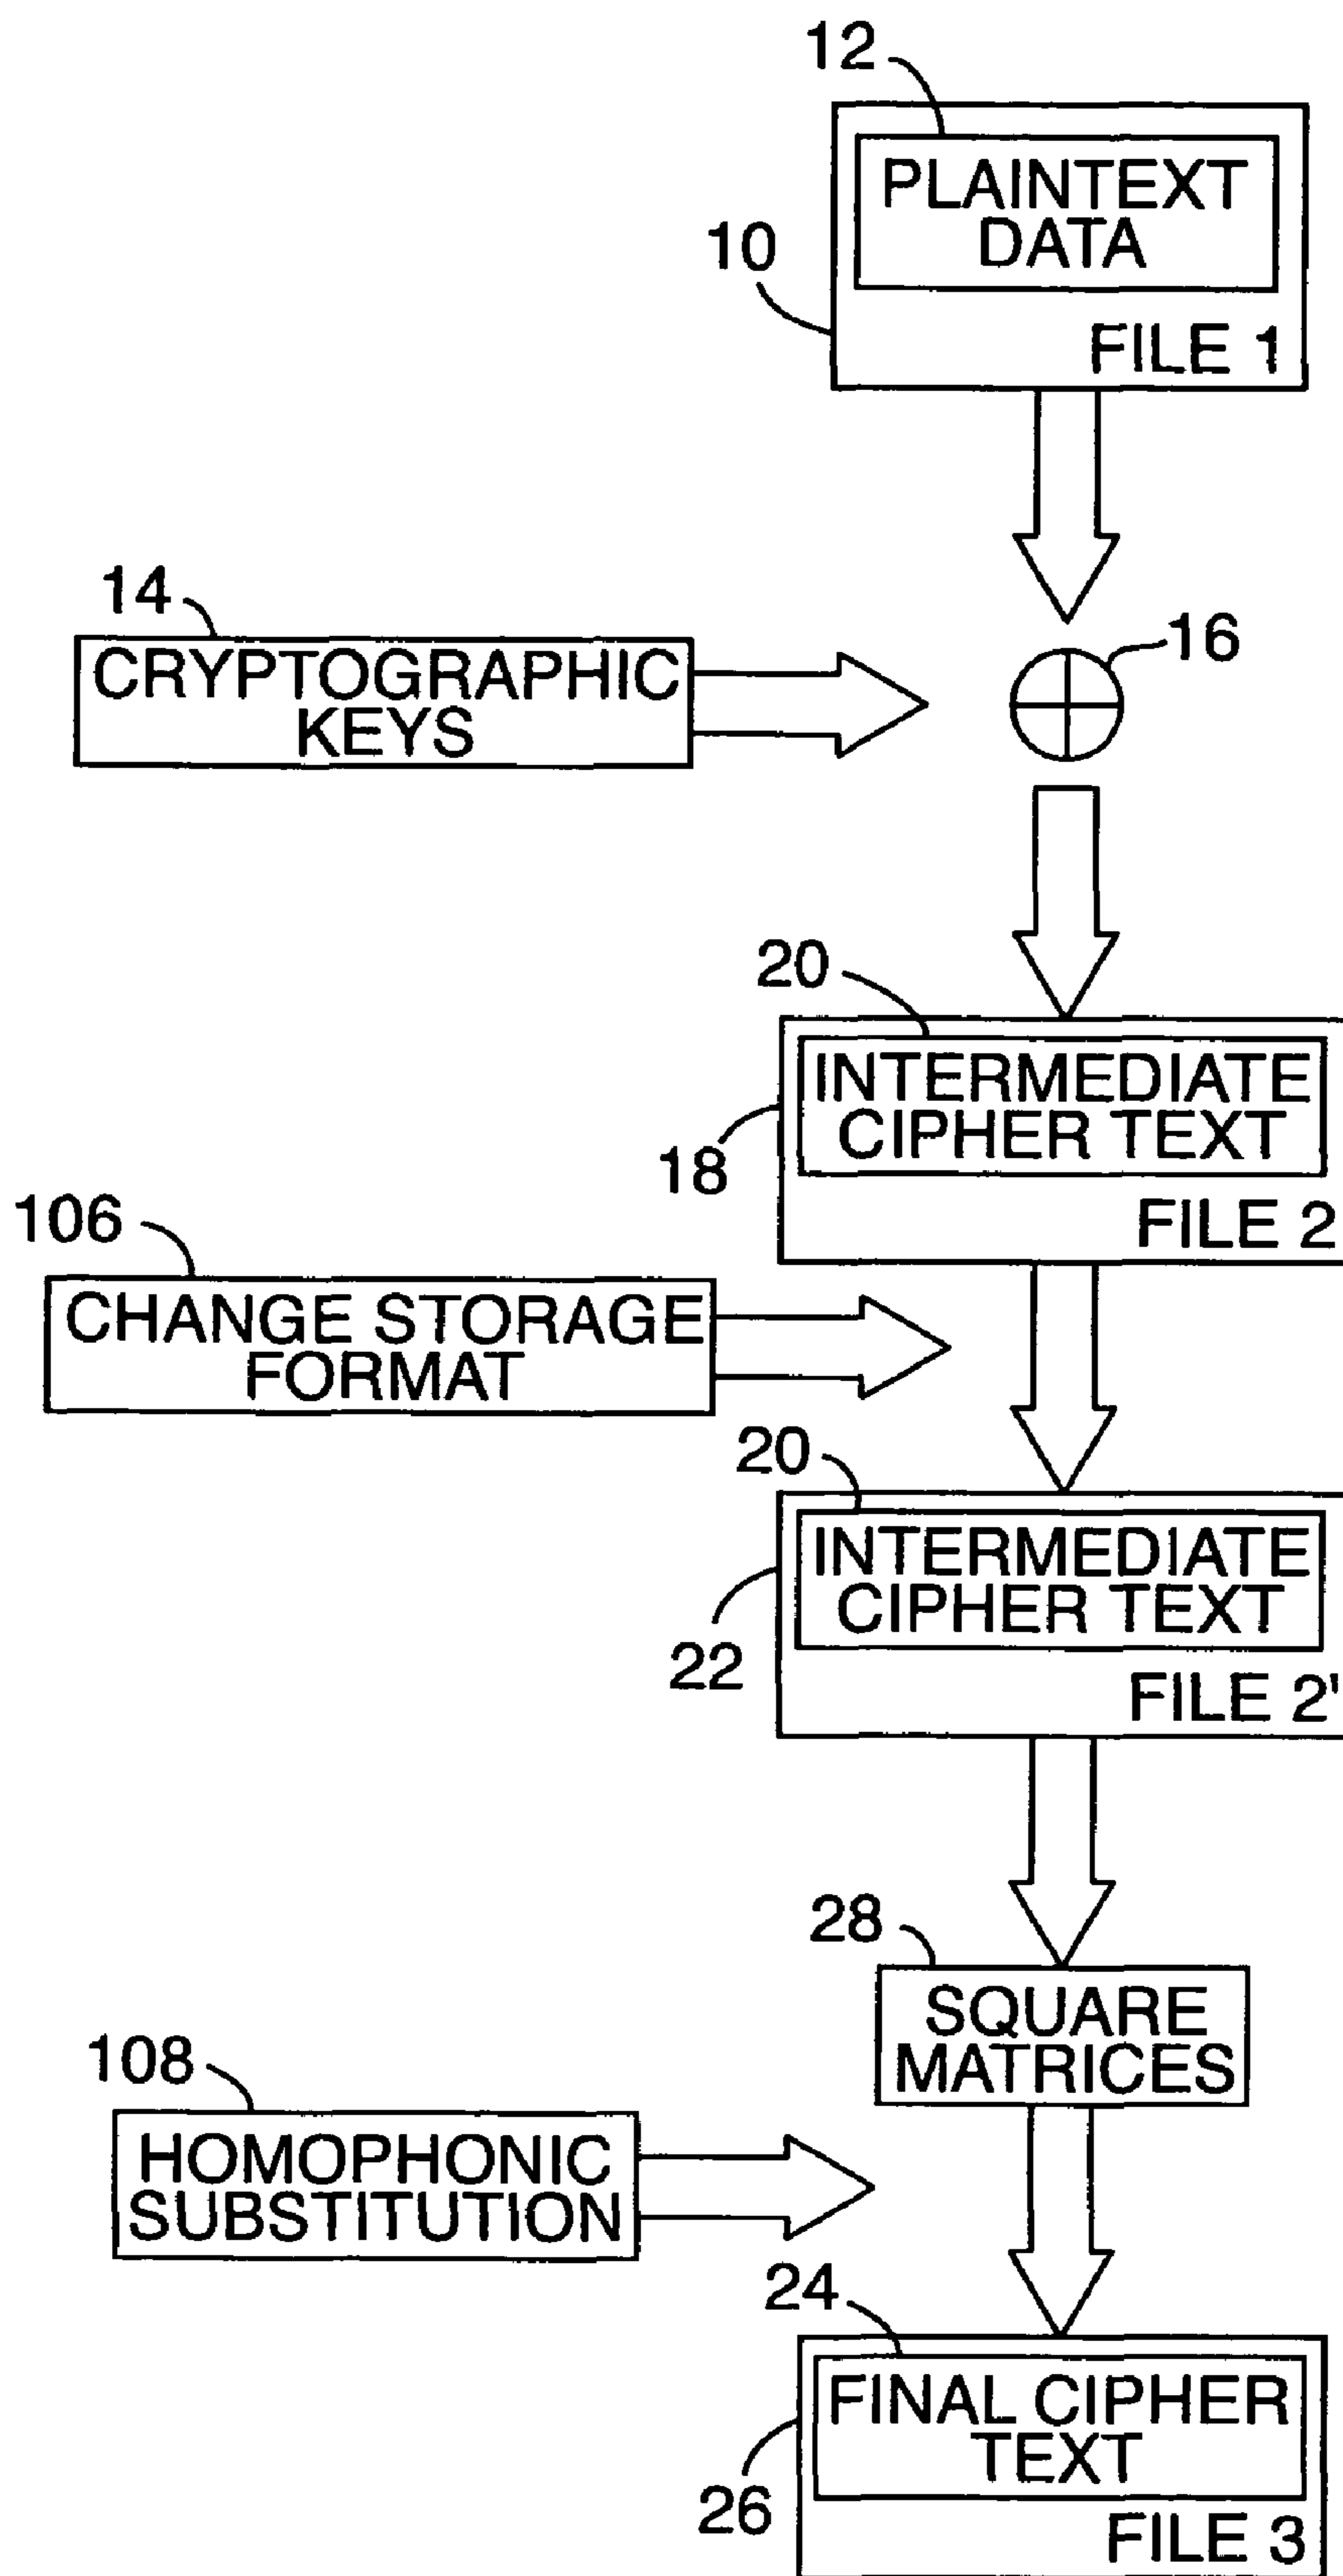 12
PLAINTEXT
DATA
10
FILE 1
14
CRYPTOGRAPHIC
KEYS
16
20
INTERMEDIATE
CIPHER TEXT
18
FILE 2
106
CHANGE STORAGE
FORMAT
20
INTERMEDIATE
CIPHER TEXT
22
FILE 2'
28
SQUARE
MATRICES
108
HOMOPHONIC
SUBSTITUTION
24
FINAL CIPHER
TEXT
26
FILE 3